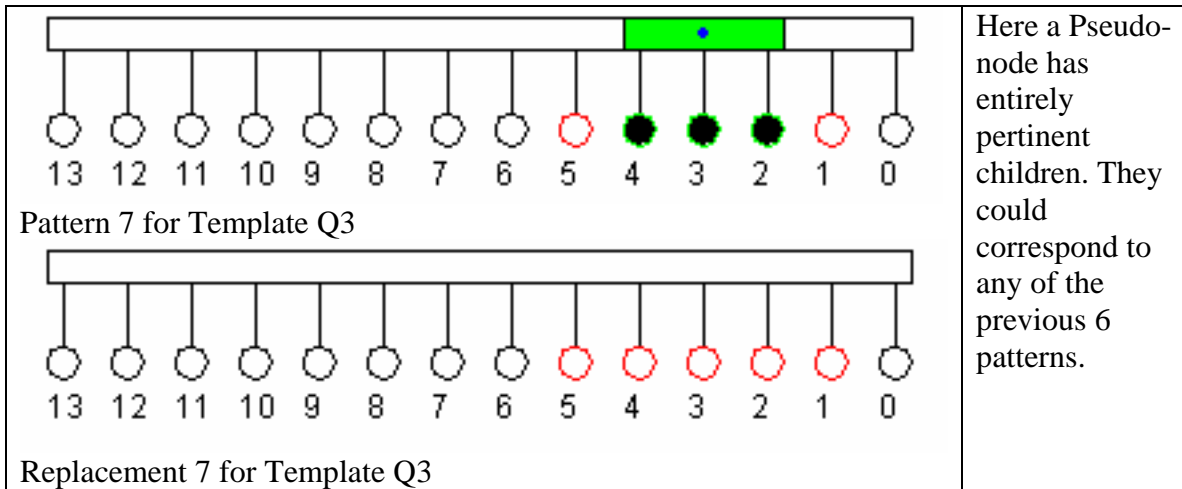 13 12 11 10 9 8 7 6 5 4 3 2 1 0
Pattern 7 for Template Q3
13 12 11 10 9 8 7 6 5 4 3 2 1 0
Replacement 7 for Template Q3
Here a Pseudo-
node has
entirely
pertinent
children. They
could
correspond to
any of the
previous 6
patterns.